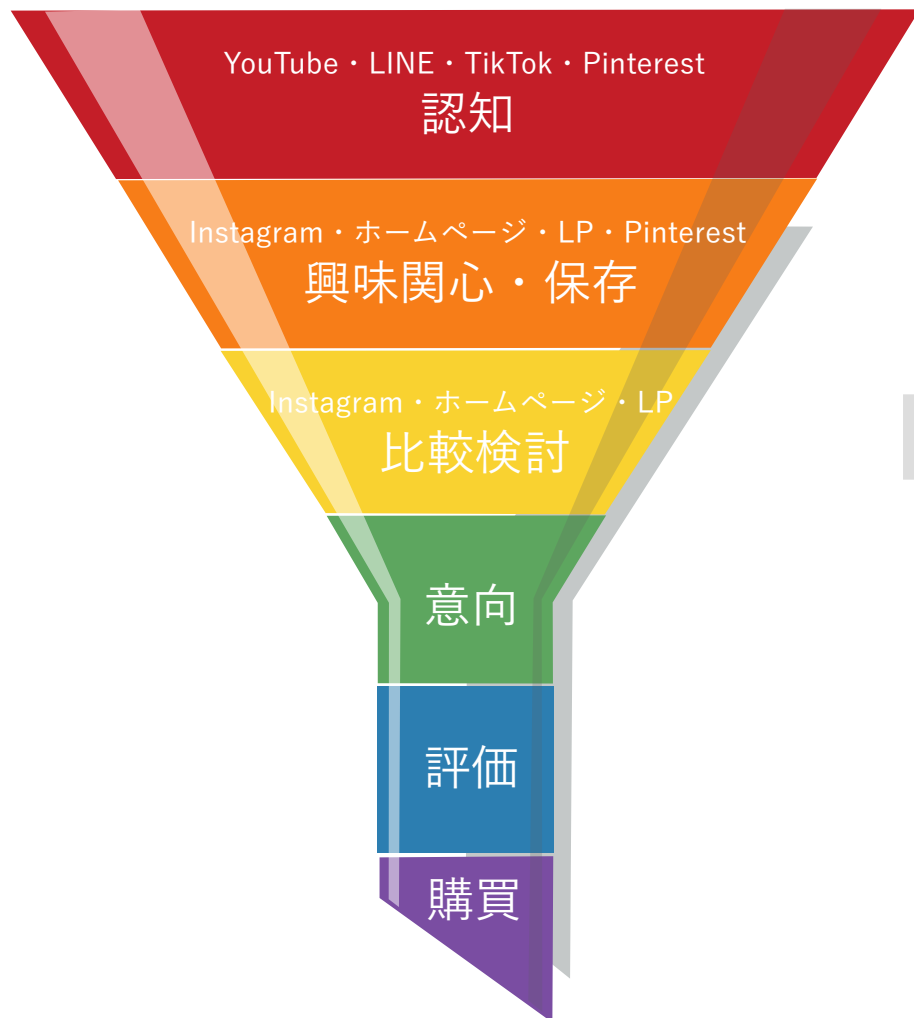 YouTube・LINE・TikTok・Pinterest
認知
Instagram・ホームページ・LP・Pinterest
興味関心・保存
Instagram・ホームページ・LP
比較検討
意向
評価
購買